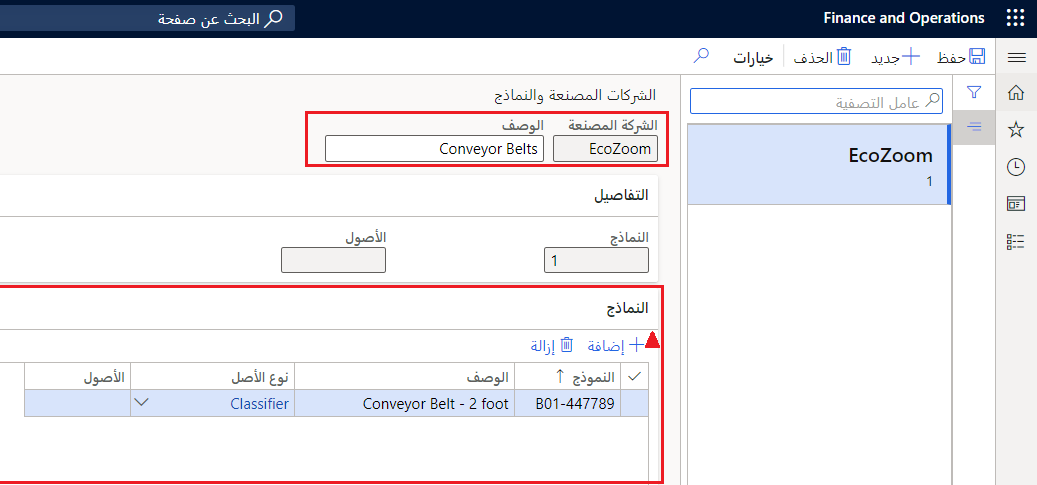 Finance and Operations
البحث عن صفحة
حفظ
جديد
الحذف
خيارات
عامل التصفية
EcoZoom
1
الشركات المصنعة والنماذج
الشركة المصنعة الوصف
EcoZoom Conveyor Belts
التفاصيل
النماذج الأصول
1
النماذج
إضافة إزالة
النموذج ↑ الوصف نوع الأصل الأصول
B01-447789 Conveyor Belt - 2 foot Classifier